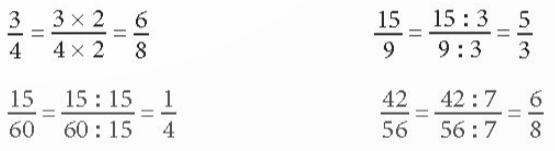 3/4 = (3 × 2)/(4 × 2) = 6/8
15/9 = (15 : 3)/(9 : 3) = 5/3
15/60 = (15 : 15)/(60 : 15) = 1/4
42/56 = (42 : 7)/(56 : 7) = 6/8